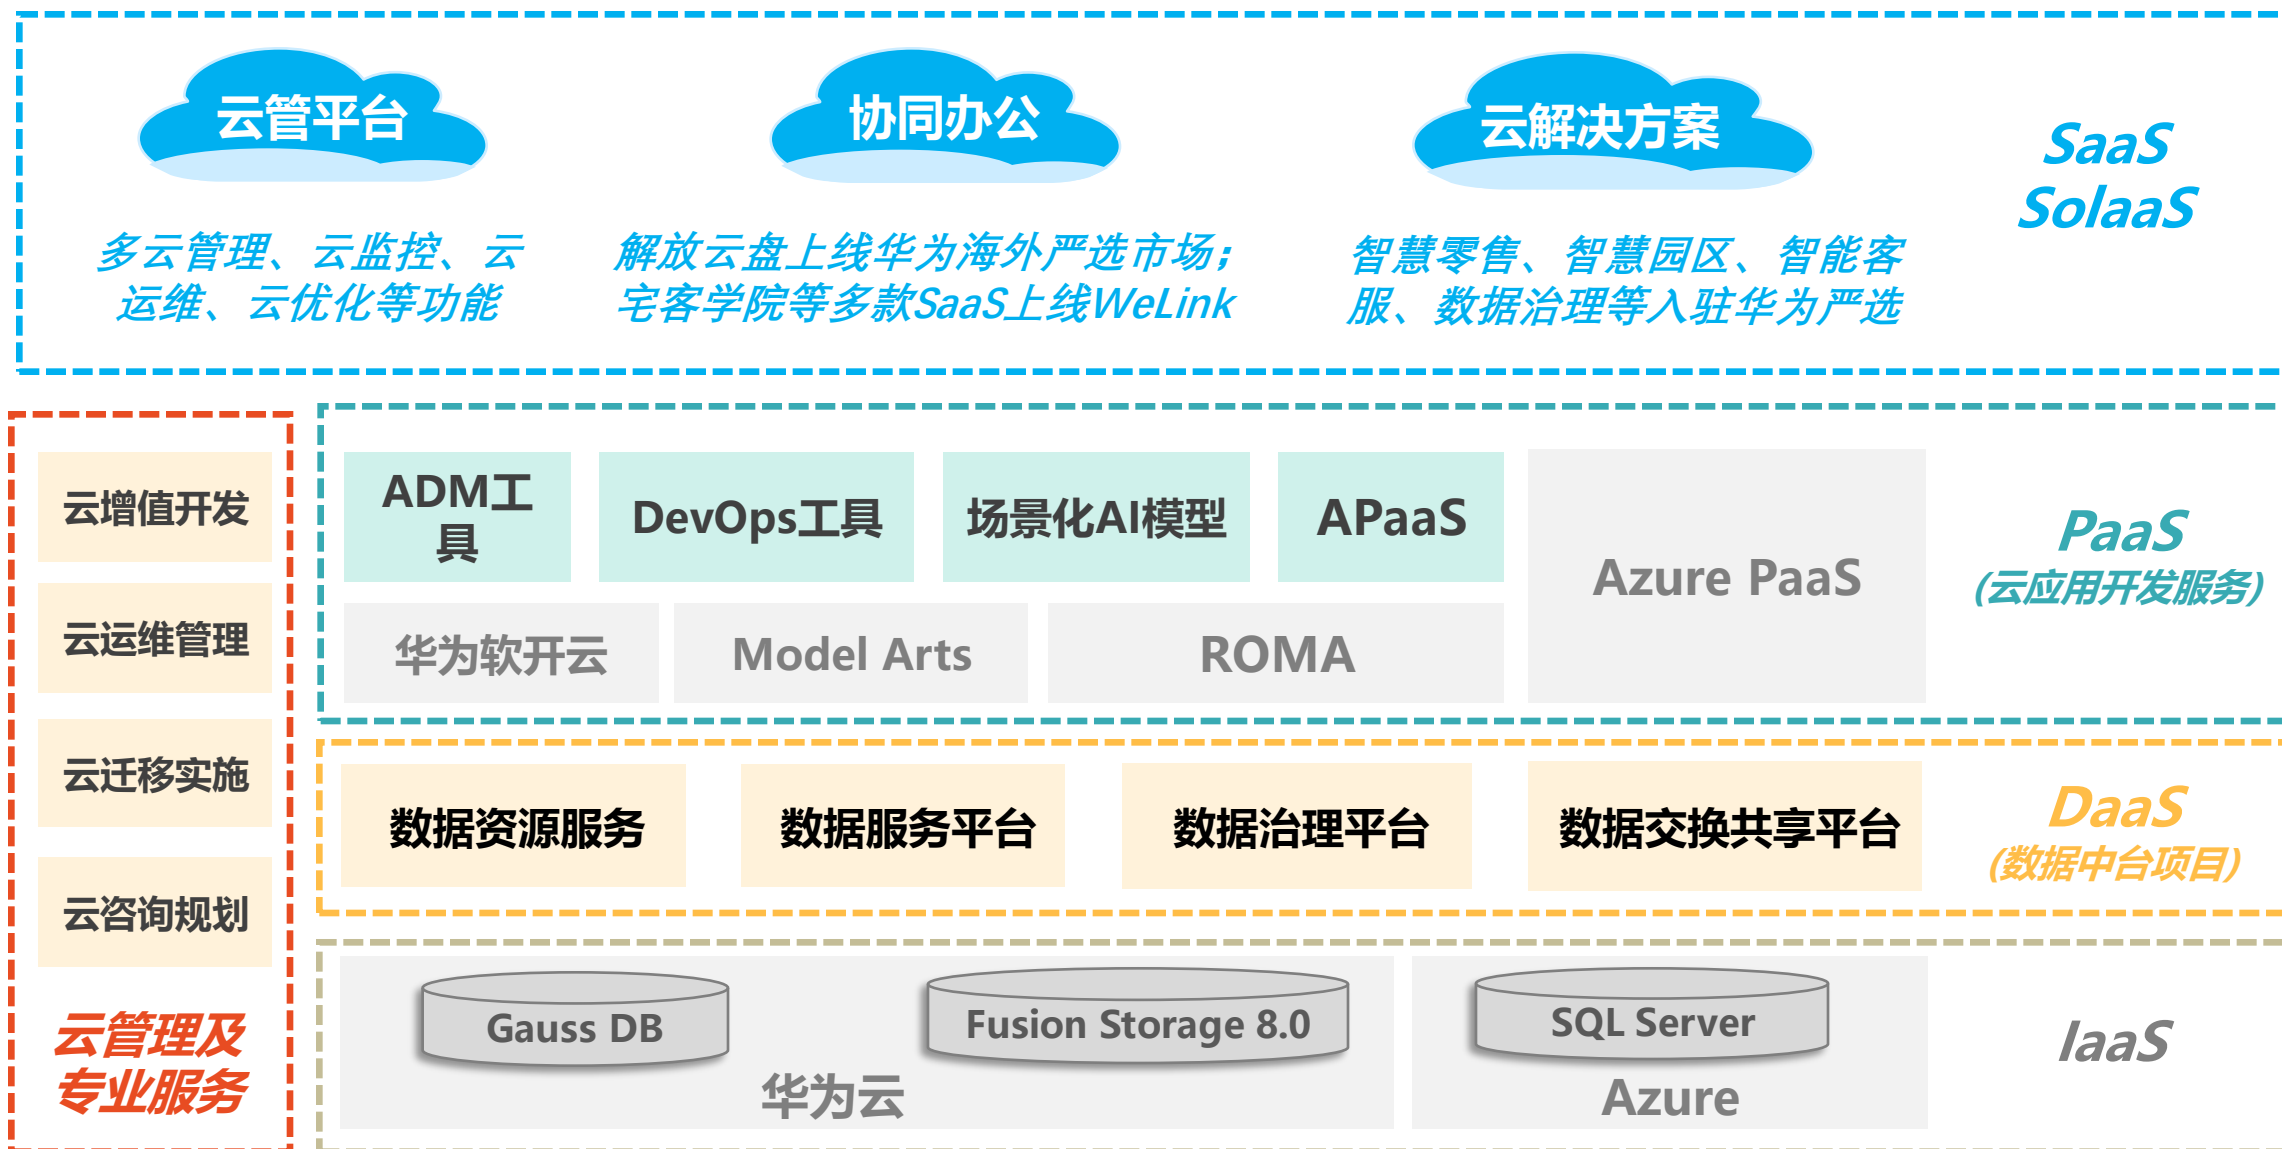 云管平台
协同办公
云解决方案
SaaS
SolaaS
多云管理、云监控、云
运维、云优化等功能
解放云盘上线华为海外严选市场；
宅客学院等多款SaaS上线WeLink
智慧零售、智慧园区、智能客
服、数据治理等入驻华为严选
云增值开发
云运维管理
云迁移实施
云咨询规划
云管理及
专业服务
ADM工
具
DevOps工具
场景化AI模型
APaaS
Azure PaaS
华为软开云
Model Arts
ROMA
PaaS
(云应用开发服务)
数据资源服务
数据服务平台
数据治理平台
数据交换共享平台
DaaS
(数据中台项目)
Gauss DB
Fusion Storage 8.0
华为云
SQL Server
Azure
IaaS